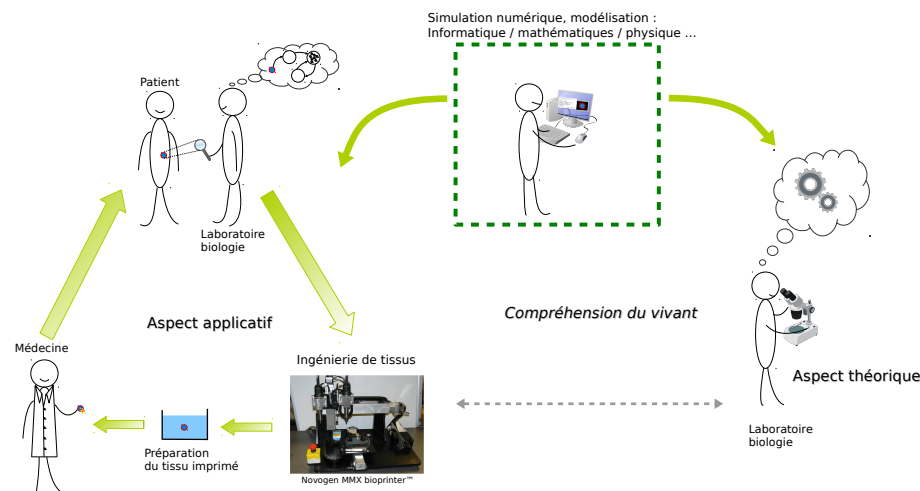 Simulation numérique, modélisation :
Informatique / mathématiques / physique ...
Patient
Laboratoire
biologie
Aspect applicatif
Compréhension du vivant
Médecine
Ingénierie de tissus
Aspect théorique
Préparation
du tissu imprimé
Novogen MMX bioprinter™
Laboratoire
biologie